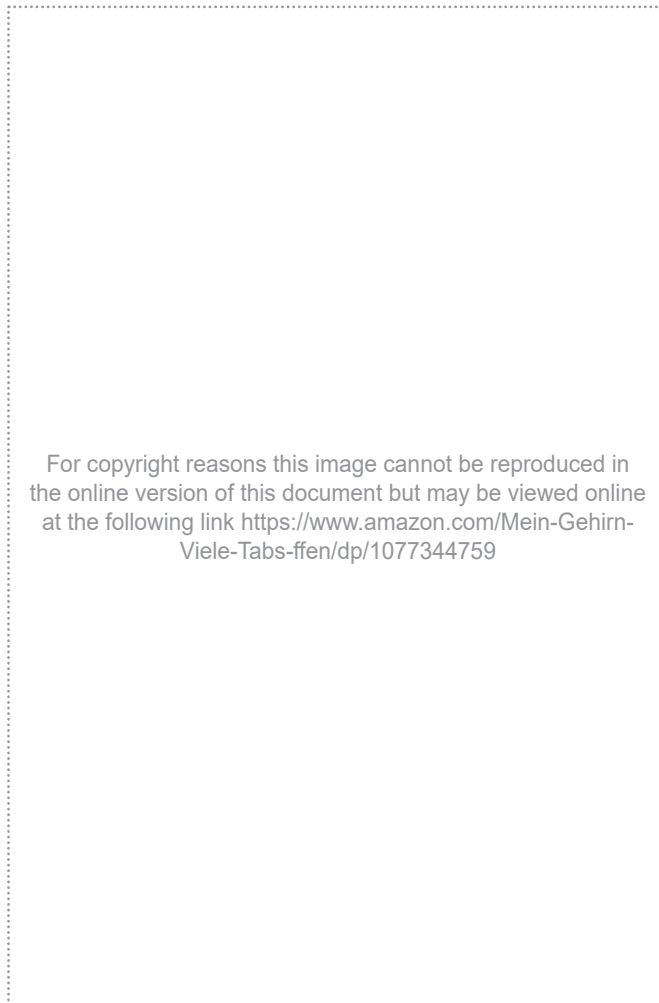 For copyright reasons this image cannot be reproduced in
the online version of this document but may be viewed online
at the following link https://www.amazon.com/Mein-Gehirn-
Viele-Tabs-ffen/dp/1077344759